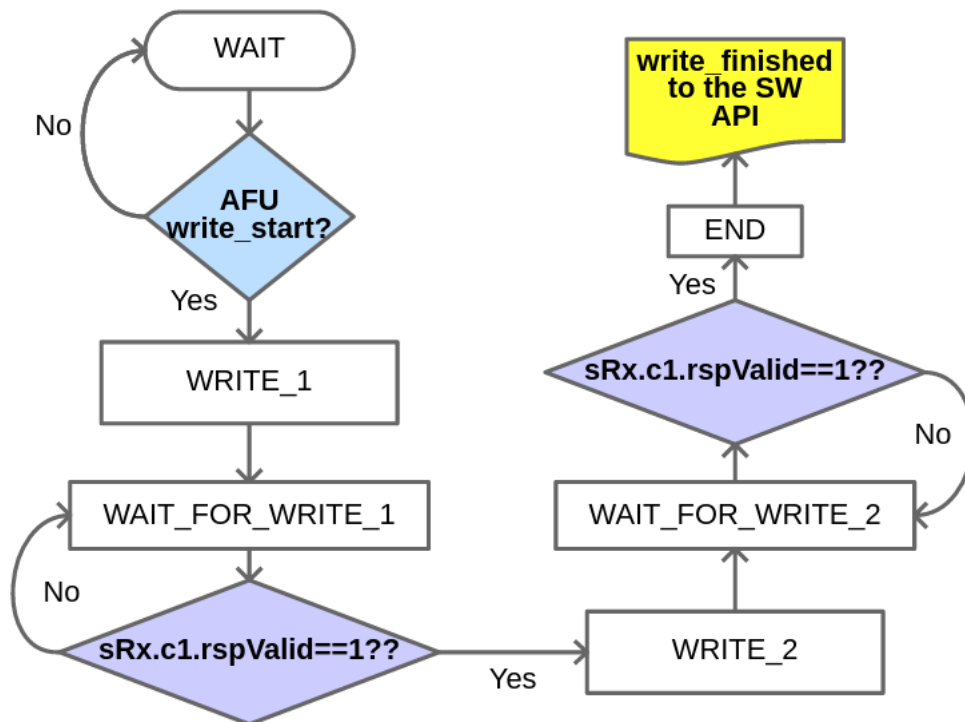 WAIT
No
AFU
write_start?
Yes
WRITE_1
WAIT_FOR_WRITE_1
No
sRx.c1.rspValid==1??
Yes
WRITE_2
WAIT_FOR_WRITE_2
sRx.c1.rspValid==1??
No
Yes
END
write_finished
to the SW
API